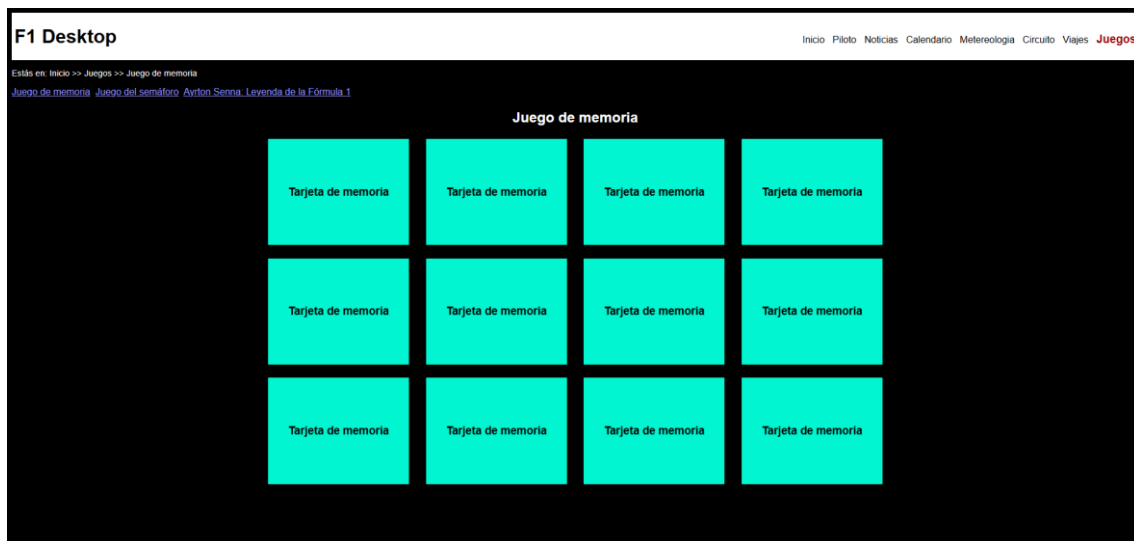 F1 Desktop
Inicio Piloto Noticias Calendario Metereologia Circuito Viajes Juegos
Estás en: Inicio >> Juegos >> Juego de memoria
Juego de memoria Juego del semáforo Ayrton Senna: Leyenda de la Fórmula 1
Juego de memoria
Tarjeta de memoria Tarjeta de memoria Tarjeta de memoria Tarjeta de memoria
Tarjeta de memoria Tarjeta de memoria Tarjeta de memoria Tarjeta de memoria
Tarjeta de memoria Tarjeta de memoria Tarjeta de memoria Tarjeta de memoria